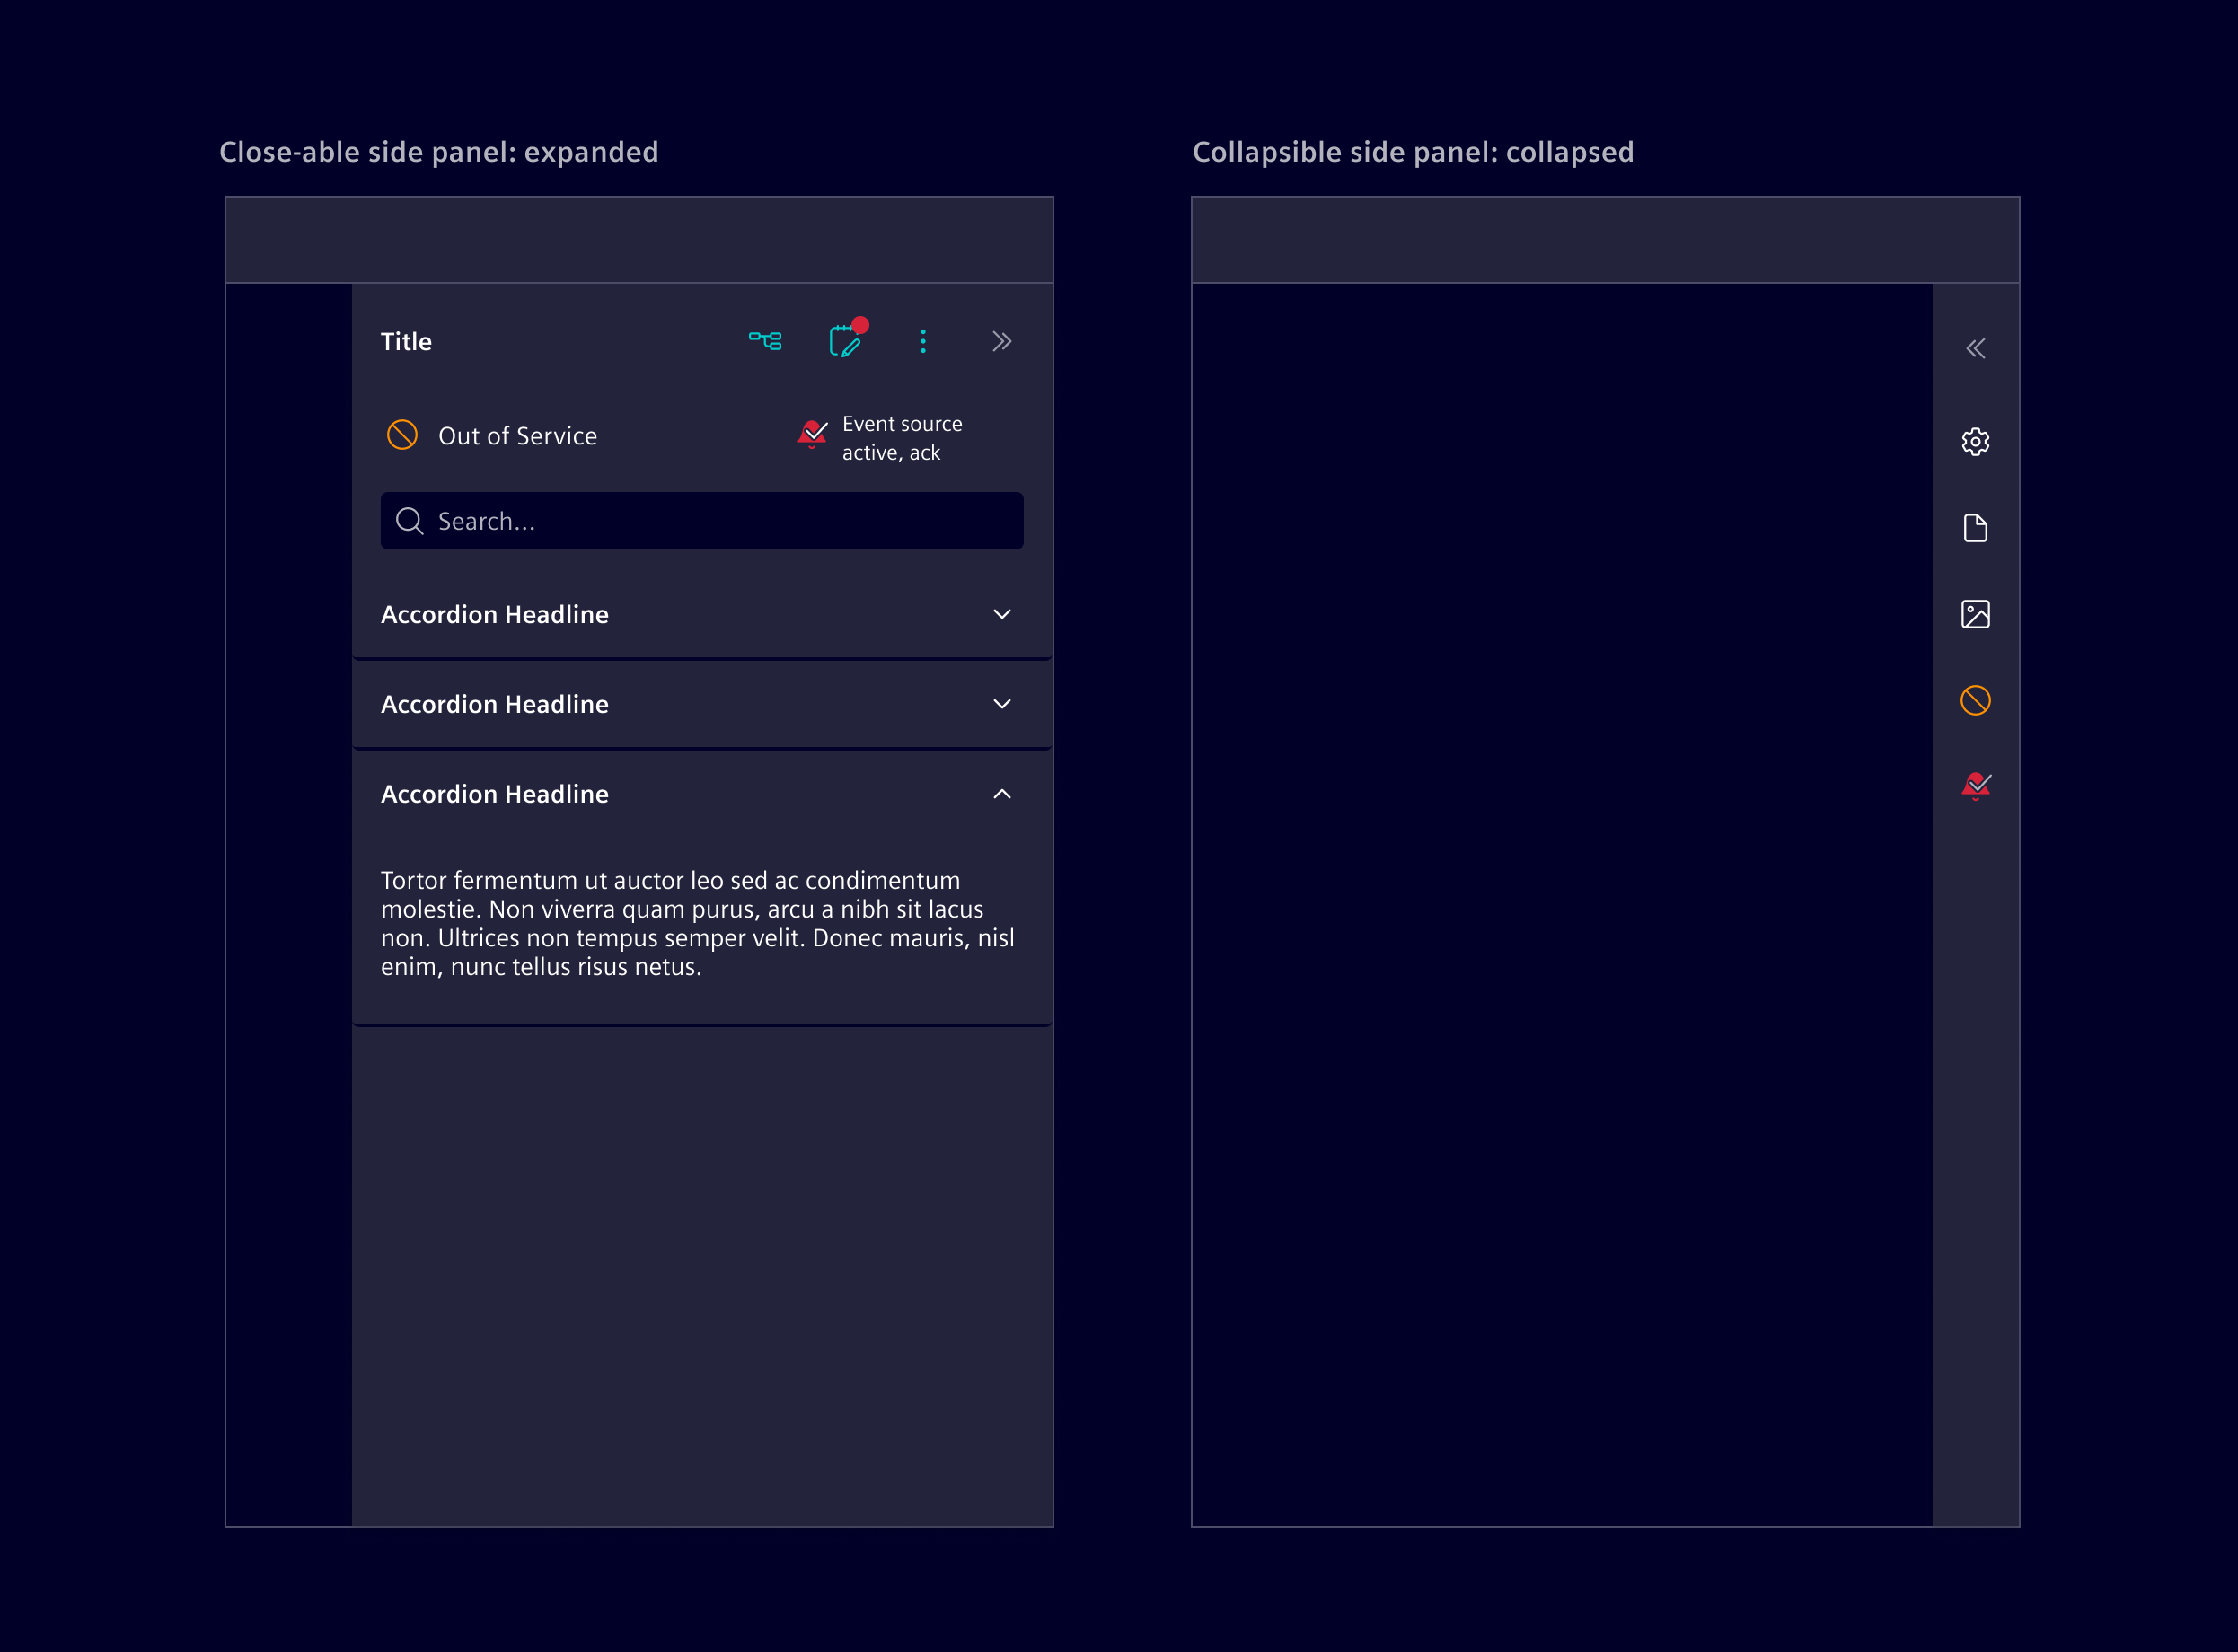 Close-able side panel: expanded
Collapsible side panel: collapsed
Title
Out of Service
Event source
active, ack
Search...
Accordion Headline
Accordion Headline
Accordion Headline
Tortor fermentum ut auctor leo sed ac condimentum
molestie. Non viverra quam purus, arcu a nibh sit lacus
non. Ultrices non tempus semper velit. Donec mauris, nisl
enim, nunc tellus risus netus.